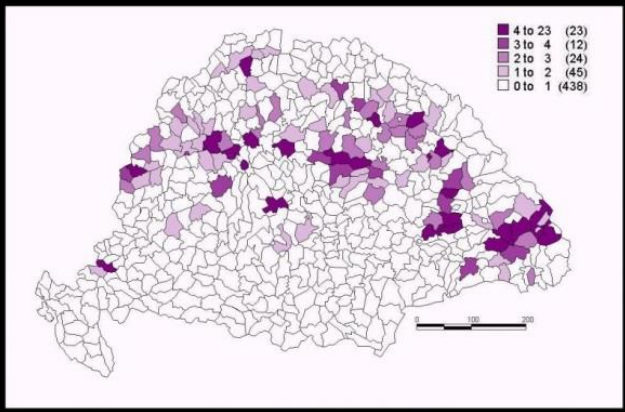 4 to 23 (23)
3 to 4 (12)
2 to 3 (24)
1 to 2 (45)
0 to 1 (438)
0 100 200